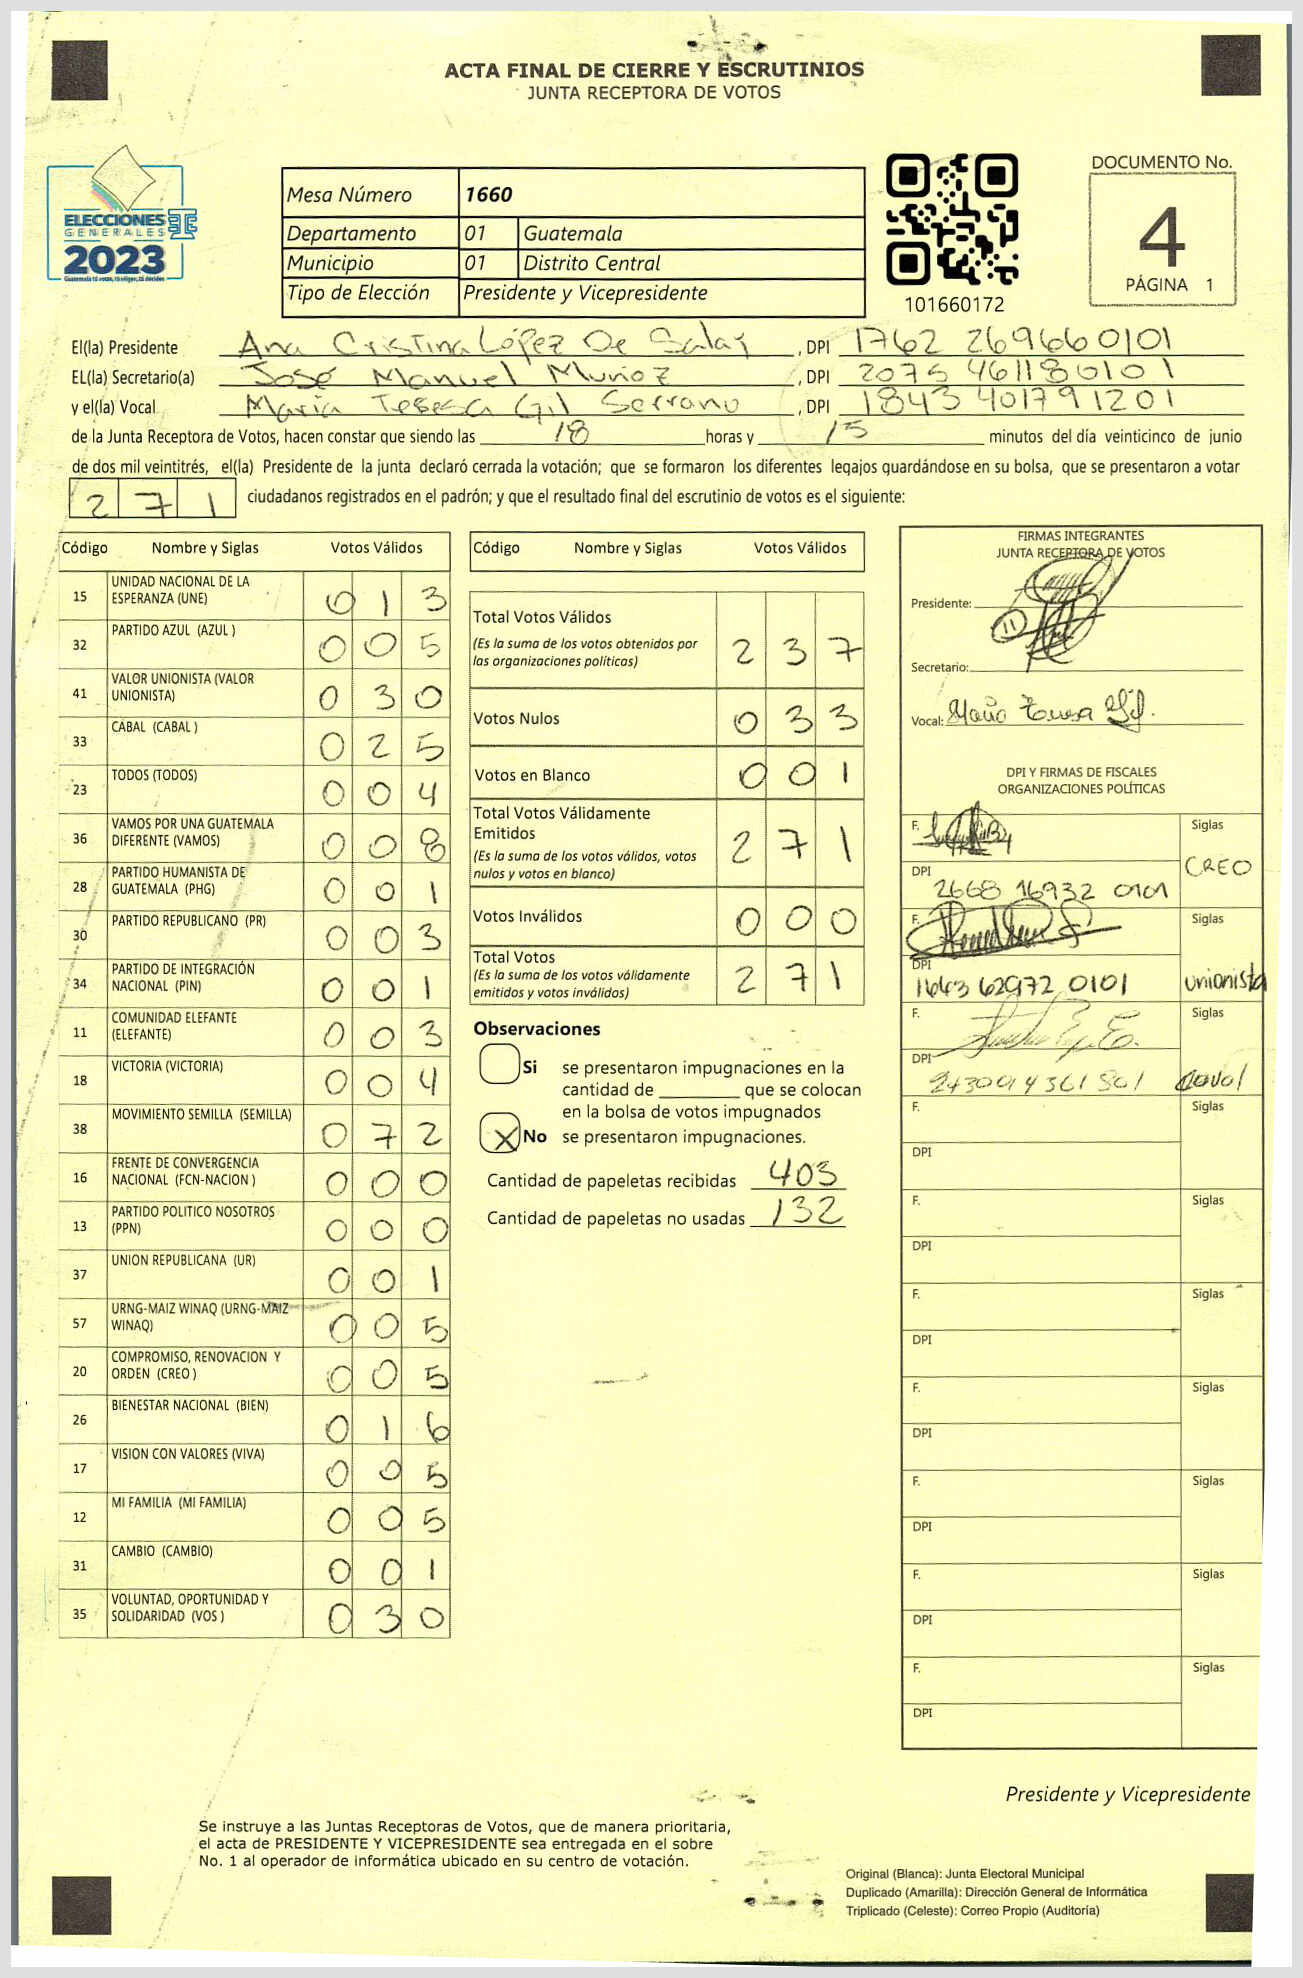 ACTA FINAL DE CIERRE Y ESCRUTINIOS
JUNTA RECEPTORA DE VOTOS
ELECCIONES
GENERALES
2023
Guatemala tú votas, tú eliges, tú decides
Mesa Número 1660
Departamento 01 Guatemala
Municipio 01 Distrito Central
Tipo de Elección Presidente y Vicepresidente
101660172
DOCUMENTO No.
4
PÁGINA 1
El(la) Presidente Ana Cristina López De Salaz, DPI 1762 269660101
EL(la) Secretario(a) José Manuel Muñoz, DPI 2075 461180101
y el(la) Vocal María Teresa Gil Serrano, DPI 1843 401791201
de la Junta Receptora de Votos, hacen constar que siendo las 18 horas y 15 minutos del día veinticinco de junio
de dos mil veintitrés, el(la) Presidente de la junta declaró cerrada la votación; que se formaron los diferentes legajos guardándose en su bolsa, que se presentaron a votar
271 ciudadanos registrados en el padrón; y que el resultado final del escrutinio de votos es el siguiente:
Código Nombre y Siglas Votos Válidos
15 UNIDAD NACIONAL DE LA ESPERANZA (UNE) 0 1 3
32 PARTIDO AZUL (AZUL ) 0 0 5
41 VALOR UNIONISTA (VALOR UNIONISTA) 0 3 0
33 CABAL (CABAL ) 0 2 5
23 TODOS (TODOS) 0 0 4
36 VAMOS POR UNA GUATEMALA DIFERENTE (VAMOS) 0 0 8
28 PARTIDO HUMANISTA DE GUATEMALA (PHG) 0 0 1
30 PARTIDO REPUBLICANO (PR) 0 0 3
34 PARTIDO DE INTEGRACIÓN NACIONAL (PIN) 0 0 1
11 COMUNIDAD ELEFANTE (ELEFANTE) 0 0 3
18 VICTORIA (VICTORIA) 0 0 4
38 MOVIMIENTO SEMILLA (SEMILLA) 0 7 2
16 FRENTE DE CONVERGENCIA NACIONAL (FCN-NACION ) 0 0 0
13 PARTIDO POLITICO NOSOTROS (PPN) 0 0 0
37 UNION REPUBLICANA (UR) 0 0 1
57 URNG-MAIZ WINAQ (URNG-MAIZ WINAQ) 0 0 5
20 COMPROMISO, RENOVACION Y ORDEN (CREO ) 0 0 5
26 BIENESTAR NACIONAL (BIEN) 0 1 6
17 VISION CON VALORES (VIVA) 0 0 5
12 MI FAMILIA (MI FAMILIA) 0 0 5
31 CAMBIO (CAMBIO) 0 0 1
35 VOLUNTAD, OPORTUNIDAD Y SOLIDARIDAD (VOS ) 0 3 0
Código Nombre y Siglas Votos Válidos
Total Votos Válidos 2 3 7
(Es la suma de los votos obtenidos por
las organizaciones políticas)
Votos Nulos 0 3 3
Votos en Blanco 0 0 1
Total Votos Válidamente
Emitidos 2 7 1
(Es la suma de los votos válidos, votos
nulos y votos en blanco)
Votos Inválidos 0 0 0
Total Votos 2 7 1
(Es la suma de los votos válidamente
emitidos y votos inválidos)
Observaciones
Si se presentaron impugnaciones en la
cantidad de ________ que se colocan
en la bolsa de votos impugnados
X No se presentaron impugnaciones.
Cantidad de papeletas recibidas 403
Cantidad de papeletas no usadas 132
FIRMAS INTEGRANTES
JUNTA RECEPTORA DE VOTOS
Presidente:
11
Secretario:
Vocal: María Teresa Gil.
DPI Y FIRMAS DE FISCALES
ORGANIZACIONES POLÍTICAS
F. Siglas
CREO
DPI 2668 16932 0101
F. Siglas
DPI
1643 62972 0101 unionista
F. Siglas
DPI
F. Siglas
DPI
F. Siglas
DPI
F. Siglas
DPI
F. Siglas
DPI
F. Siglas
DPI
F. Siglas
DPI
F. Siglas
DPI
Presidente y Vicepresidente
Se instruye a las Juntas Receptoras de Votos, que de manera prioritaria,
el acta de PRESIDENTE Y VICEPRESIDENTE sea entregada en el sobre
No. 1 al operador de informática ubicado en su centro de votación.
Original (Blanca): Junta Electoral Municipal
Duplicado (Amarilla): Dirección General de Informática
Triplicado (Celeste): Correo Propio (Auditoría)